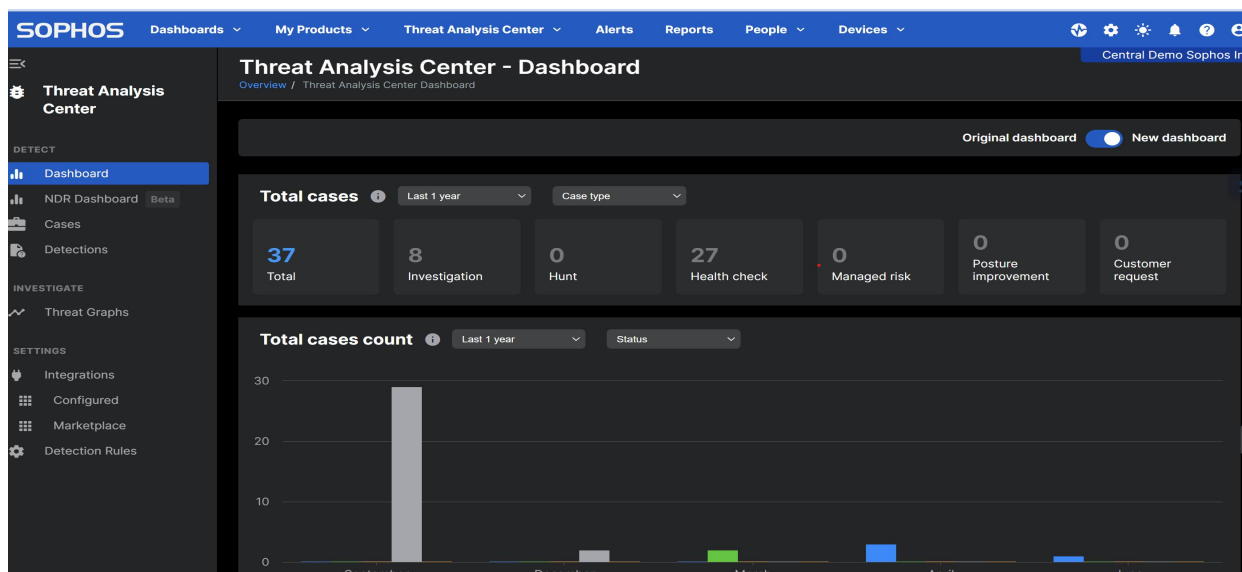 SOPHOS Dashboards My Products Threat Analysis Center Alerts Reports People Devices
Central Demo Sophos In
Threat Analysis
Center
DETECT
Dashboard
NDR Dashboard Beta
Cases
Detections
INVESTIGATE
Threat Graphs
SETTINGS
Integrations
Configured
Marketplace
Detection Rules
Threat Analysis Center - Dashboard
Overview / Threat Analysis Center Dashboard
Original dashboard New dashboard
Total cases Last 1 year Case type
37
Total
8
Investigation
0
Hunt
27
Health check
0
Managed risk
0
Posture
improvement
0
Customer
request
Total cases count Last 1 year Status
30
20
10
0